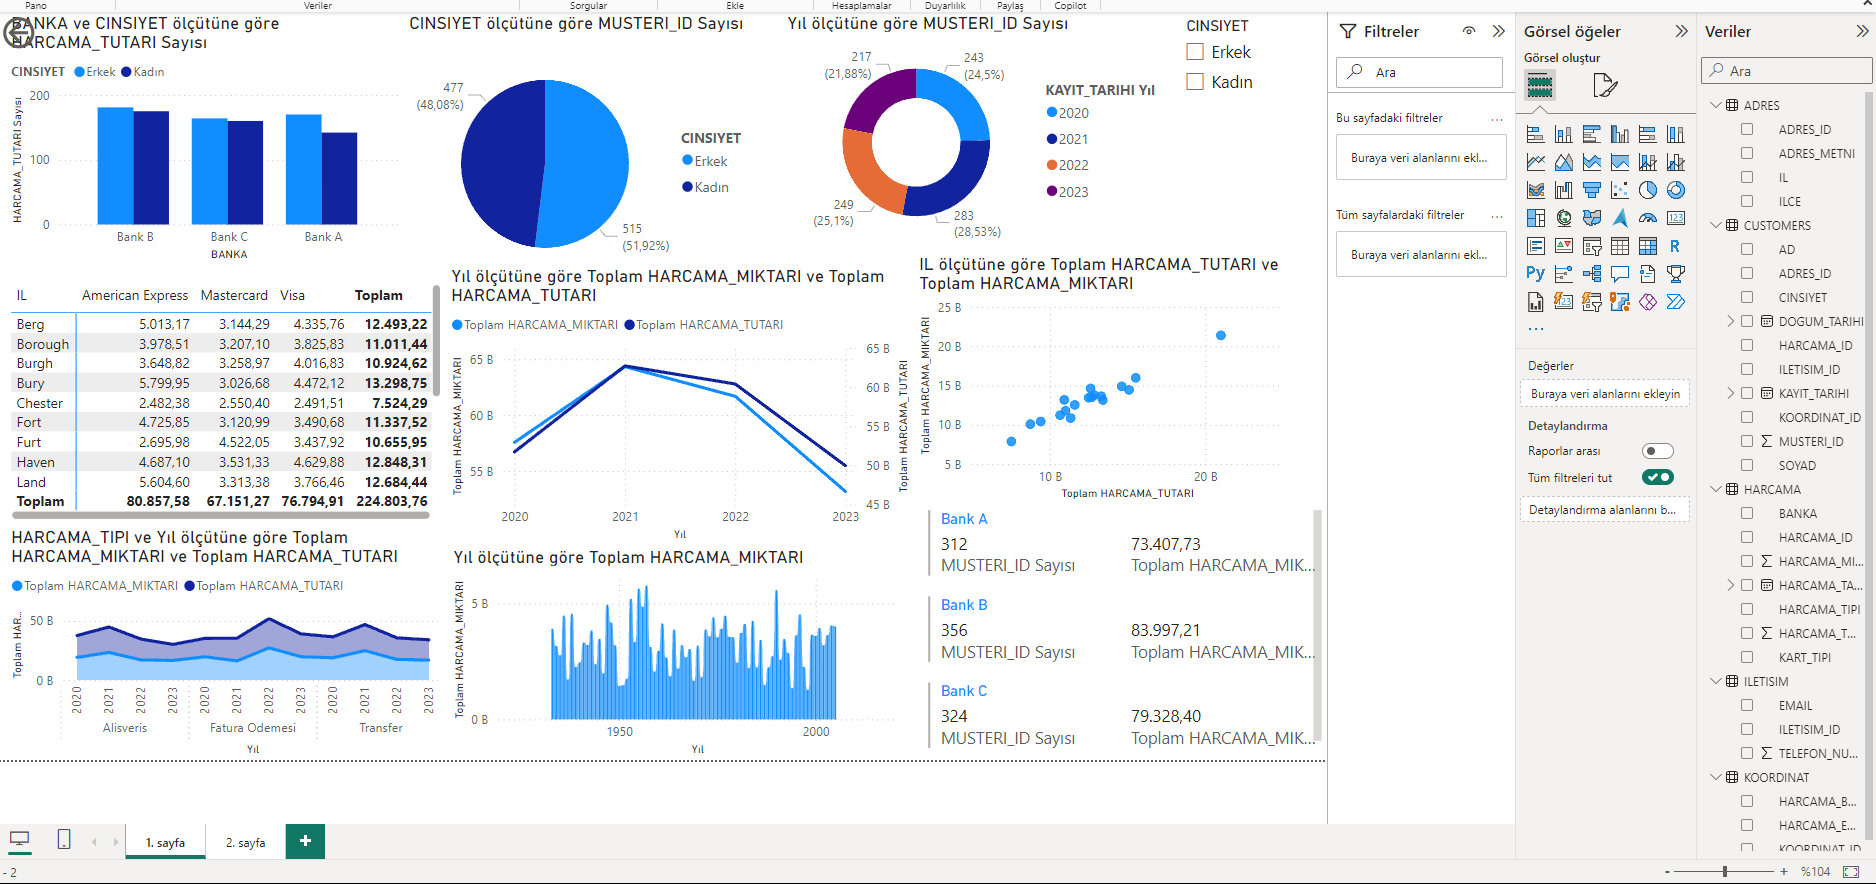 Pano
Veriler
Sorgular
Ekle
Hesaplamalar
Duyarlılık
Paylaş
Copilot
BANKA ve CINSIYET ölçütüne göre
HARCAMA_TUTARI Sayısı
CINSIYET Erkek Kadın
HARCAMA_TUTARI Sayısı
200
100
0
Bank B Bank C Bank A
BANKA
CINSIYET ölçütüne göre MUSTERI_ID Sayısı
477
(48,08%)
515
(51,92%)
CINSIYET
Erkek
Kadın
Yıl ölçütüne göre MUSTERI_ID Sayısı
217
(21,88%)
243
(24,5%)
249
(25,1%)
283
(28,53%)
KAYIT_TARIHI Yıl
2020
2021
2022
2023
CINSIYET
Erkek
Kadın
IL American Express Mastercard Visa Toplam
Berg 5.013,17 3.144,29 4.335,76 12.493,22
Borough 3.978,51 3.207,10 3.825,83 11.011,44
Burgh 3.648,82 3.258,97 4.016,83 10.924,62
Bury 5.799,95 3.026,68 4.472,12 13.298,75
Chester 2.482,38 2.550,40 2.491,51 7.524,29
Fort 4.725,85 3.120,99 3.490,68 11.337,52
Furt 2.695,98 4.522,05 3.437,92 10.655,95
Haven 4.687,10 3.531,33 4.629,88 12.848,31
Land 5.604,60 3.313,38 3.766,46 12.684,44
Toplam 80.857,58 67.151,27 76.794,91 224.803,76
Yıl ölçütüne göre Toplam HARCAMA_MIKTARI ve Toplam
HARCAMA_TUTARI
Toplam HARCAMA_MIKTARI Toplam HARCAMA_TUTARI
Toplam HARCAMA_MIKTARI
65 B
60 B
55 B
65 B
60 B
55 B
50 B
45 B
Toplam HARCAMA_TUTARI
2020 2021 2022 2023
Yıl
IL ölçütüne göre Toplam HARCAMA_TUTARI ve
Toplam HARCAMA_MIKTARI
Toplam HARCAMA_MIKTARI
25 B
20 B
15 B
10 B
5 B
10 B 20 B
Toplam HARCAMA_TUTARI
HARCAMA_TIPI ve Yıl ölçütüne göre Toplam
HARCAMA_MIKTARI ve Toplam HARCAMA_TUTARI
Toplam HARCAMA_MIKTARI Toplam HARCAMA_TUTARI
Toplam HAR...
50 B
0 B
2020 2021 2022 2023 2020 2021 2022 2023 2020 2021 2022 2023
Alisveris Fatura Odemesi Transfer
Yıl
Yıl ölçütüne göre Toplam HARCAMA_MIKTARI
Toplam HARCAMA_MIKTARI
5 B
0 B
1950 2000
Yıl
Bank A
312 73.407,73
MUSTERI_ID Sayısı Toplam HARCAMA_MIK...
Bank B
356 83.997,21
MUSTERI_ID Sayısı Toplam HARCAMA_MIK...
Bank C
324 79.328,40
MUSTERI_ID Sayısı Toplam HARCAMA_MIK...
Filtreler
Ara
Bu sayfadaki filtreler ...
Buraya veri alanlarını ekl...
Tüm sayfalardaki filtreler ...
Buraya veri alanlarını ekl...
Görsel öğeler
Görsel oluştur
123
R
Py
123
...
Değerler
Buraya veri alanlarını ekleyin
Detaylandırma
Raporlar arası
Tüm filtreleri tut
Detaylandırma alanlarını b...
Veriler
Ara
ADRES
ADRES_ID
ADRES_METNI
IL
ILCE
CUSTOMERS
AD
ADRES_ID
CINSIYET
DOGUM_TARIHI
HARCAMA_ID
ILETISIM_ID
KAYIT_TARIHI
KOORDINAT_ID
MUSTERI_ID
SOYAD
HARCAMA
BANKA
HARCAMA_ID
HARCAMA_MI...
HARCAMA_TA...
HARCAMA_TIPI
HARCAMA_T...
KART_TIPI
ILETISIM
EMAIL
ILETISIM_ID
TELEFON_NU...
KOORDINAT
HARCAMA_B...
HARCAMA_E...
KOORDINAT_ID
1. sayfa
2. sayfa
+
- 2
- + %104